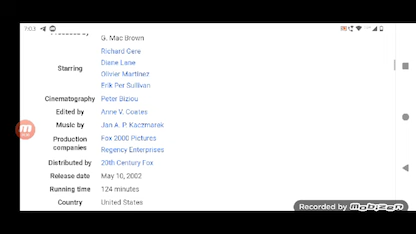 G. Mac Brown
Richard Gere
Diane Lane
Starring
Olivier Martinez
Erik Per Sullivan
Cinematography Peter Biziou
Edited by Anne V. Coates
Music by Jan A. P. Kaczmarek
Production Fox 2000 Pictures
companies Regency Enterprises
Distributed by 20th Century Fox
Release date May 10, 2002
Running time 124 minutes
Country United States
Recorded by Mobizen